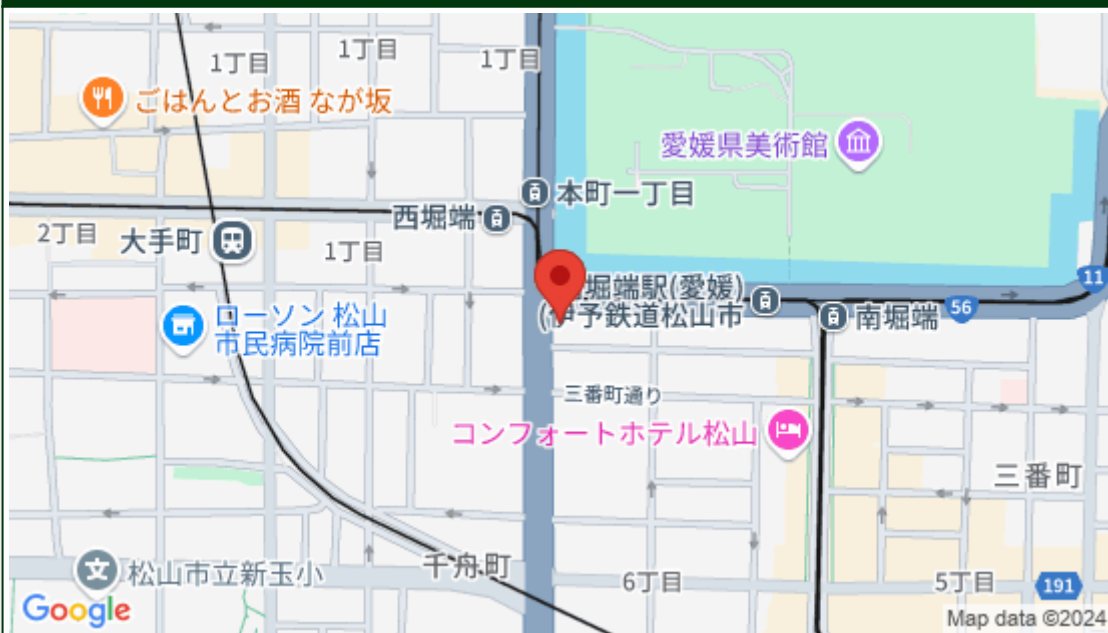 1丁目
1丁目
1丁目
ごはんとお酒 なが坂
愛媛県美術館
本町一丁目
西堀端
2丁目
大手町
1丁目
堀端駅(愛媛)
(伊予鉄道松山市
11
56
南堀端
ローソン 松山
市民病院前店
三番町通り
コンフォートホテル松山
三番町
千舟町
文
松山市立新玉小
6丁目
5丁目
191
Google
Map data ©2024